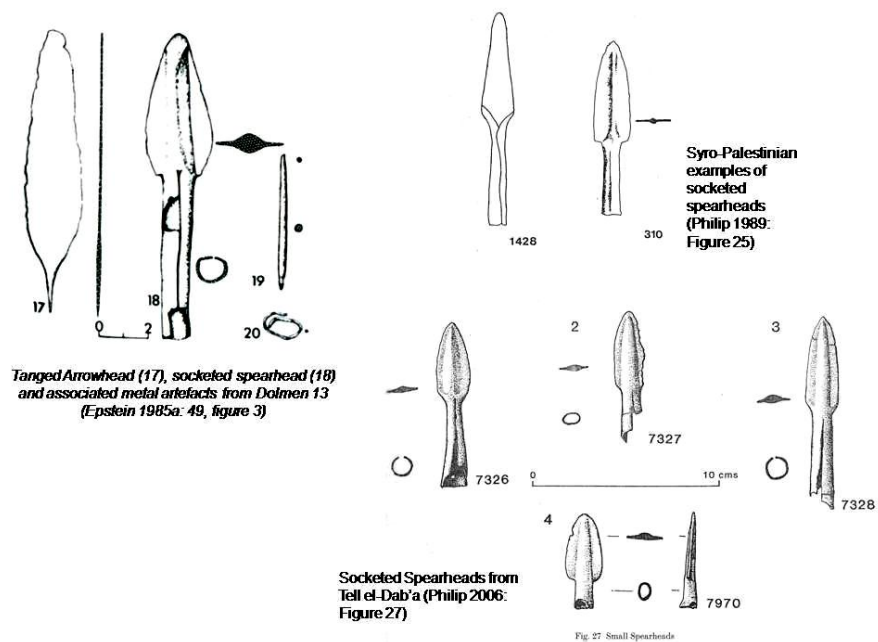 17
18
19
20
0 2
Tanged Arrowhead (17), socketed spearhead (18)
and associated metal artefacts from Dolmen 13
(Epstein 1985a: 49, figure 3)
1428
310
Syro-Palestinian
examples of
socketed
spearheads
(Philip 1989:
Figure 25)
2
3
7326
7327
7328
0 10 cms
4
7970
Socketed Spearheads from
Tell el-Dab'a (Philip 2006:
Figure 27)
Fig. 27 Small Spearheads